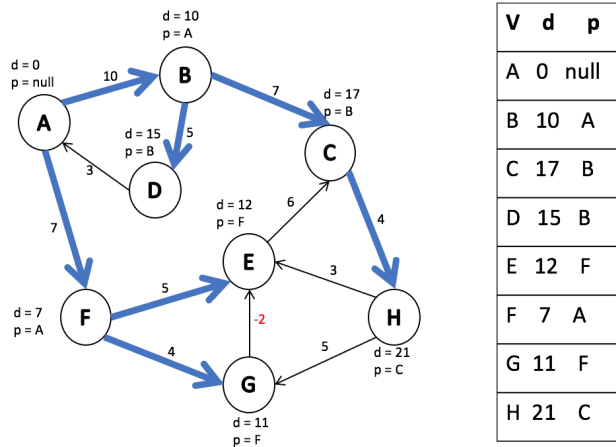 d = 10
p = A
d = 0
p = null
10
B
7
d = 17
p = B
A
d = 15
p = B
5
C
3
D
6
d = 12
p = F
4
7
E
3
5
d = 7
p = A
F
-2
H
4
5
d = 21
p = C
G
d = 11
p = F
V d p
A 0 null
B 10 A
C 17 B
D 15 B
E 12 F
F 7 A
G 11 F
H 21 C